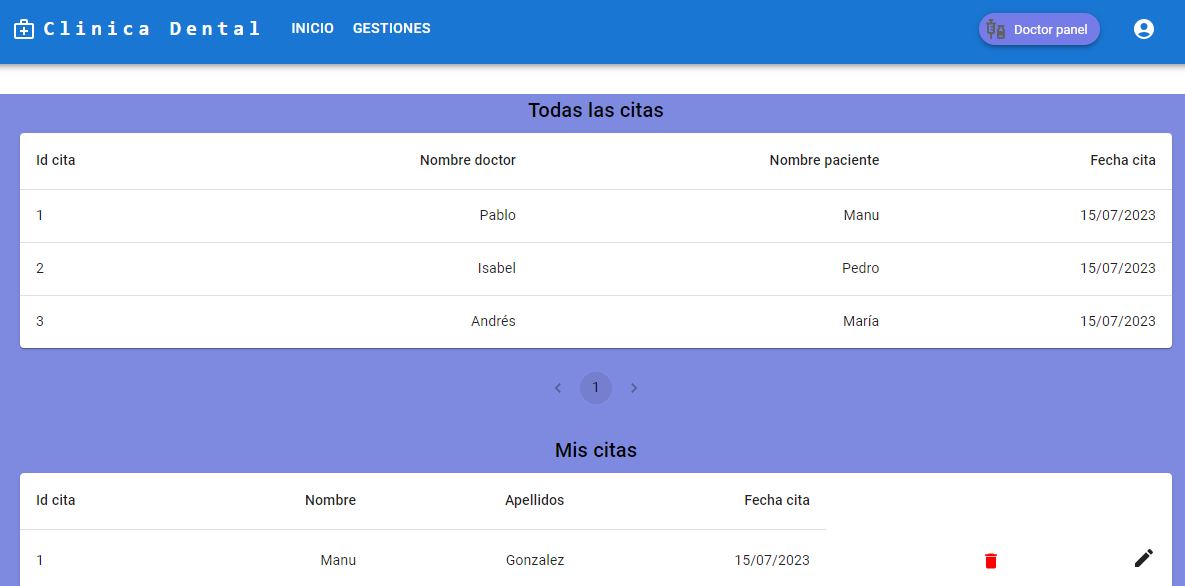 Clinica Dental INICIO GESTIONES Doctor panel
Todas las citas
Id cita Nombre doctor Nombre paciente Fecha cita
1 Pablo Manu 15/07/2023
2 Isabel Pedro 15/07/2023
3 Andrés María 15/07/2023
1
Mis citas
Id cita Nombre Apellidos Fecha cita
1 Manu Gonzalez 15/07/2023